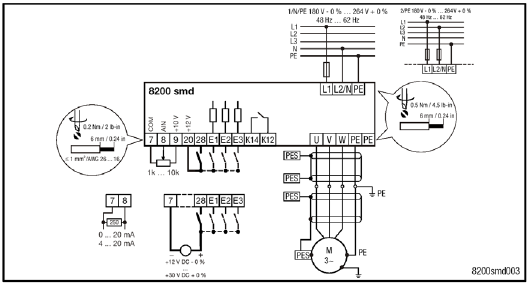 1/N/PE 180 V - 0 % ... 264 V + 0 %
48 Hz ... 62 Hz
2/PE 180 V - 0 % ... 264 V + 0 %
48 Hz ... 62 Hz
L1
L2
L3
N
PE
L1
L2
L3
N
PE
L1 L2/N PE
8200 smd
L1 L2/N PE
0.2 Nm / 2 lb-in
6 mm / 0.24 in
≤ 1 mm² /AWG 26...16
COM AIN +10 V +12 V
7 8 9 20 28 E1 E2 E3 K14 K12
U V W PE PE
0.5 Nm / 4.5 lb-in
6 mm / 0.24 in
1k ... 10k
PES
PES
PES
PE
7 8
250
0 ... 20 mA
4 ... 20 mA
7 28 E1 E2 E3
- +
+12 V DC - 0 %
...
+30 V DC + 0 %
PES
M
3~
PE
8200smd003